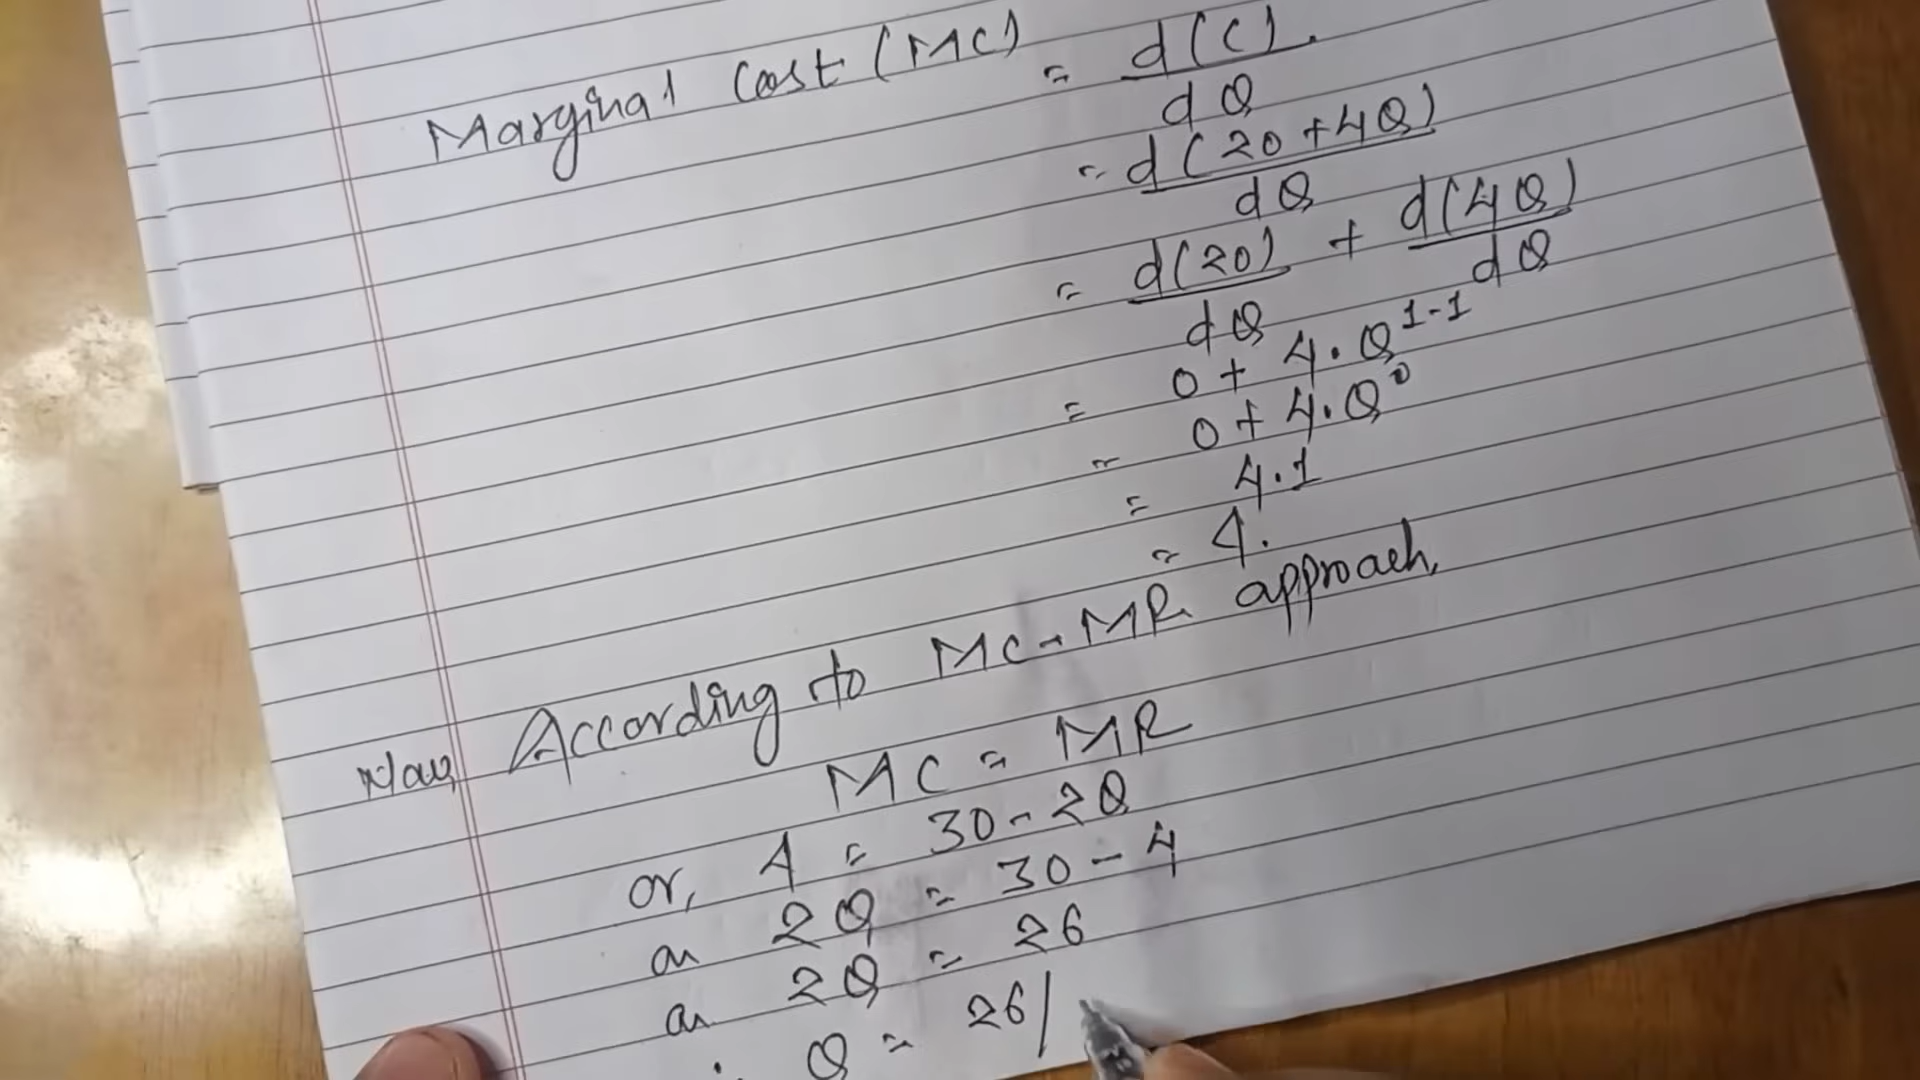 Marginal Cost (MC) = d(C)/dQ.
= d(20+4Q)/dQ
= d(20)/dQ + d(4Q)/dQ
= 0 + 4·Q^1-1
= 0 + 4·Q^0
= 4·1
= 4.
Now, According to MC-MR approach,
MC = MR
or, 4 = 30-2Q
or 2Q = 30-4
or 2Q = 26
Q = 26/